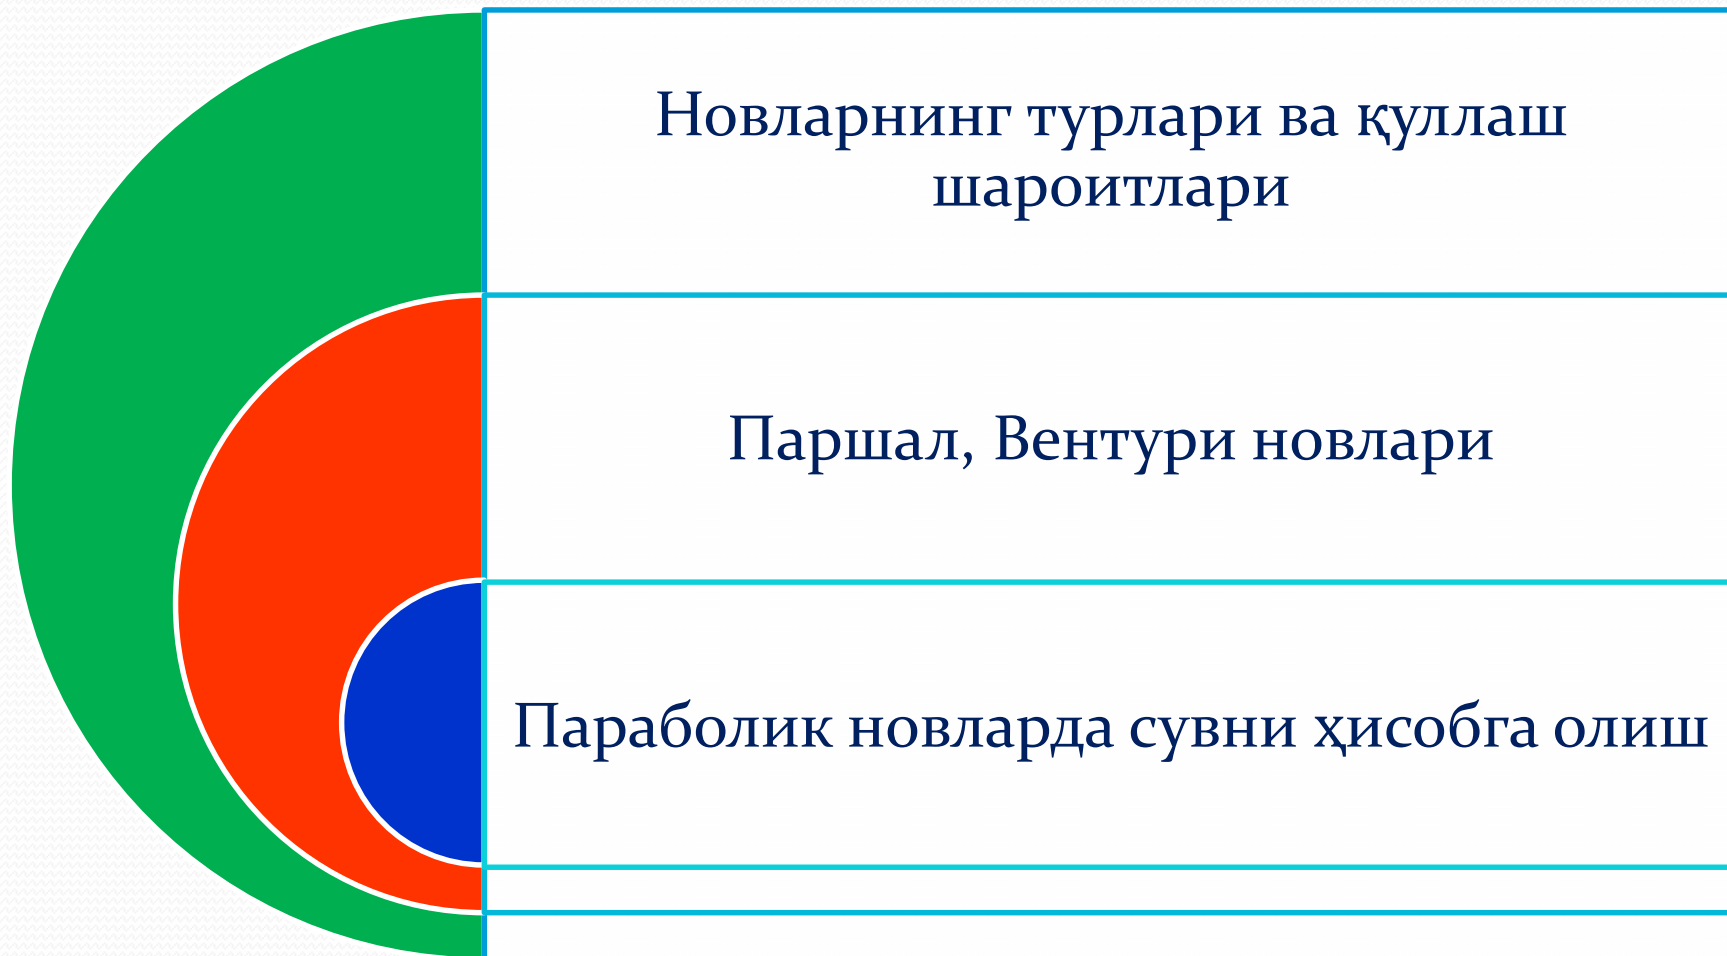 Новларнинг турлари ва қуллаш
шароитлари
Паршал, Вентури новлари
Параболик новларда сувни ҳисобга олиш